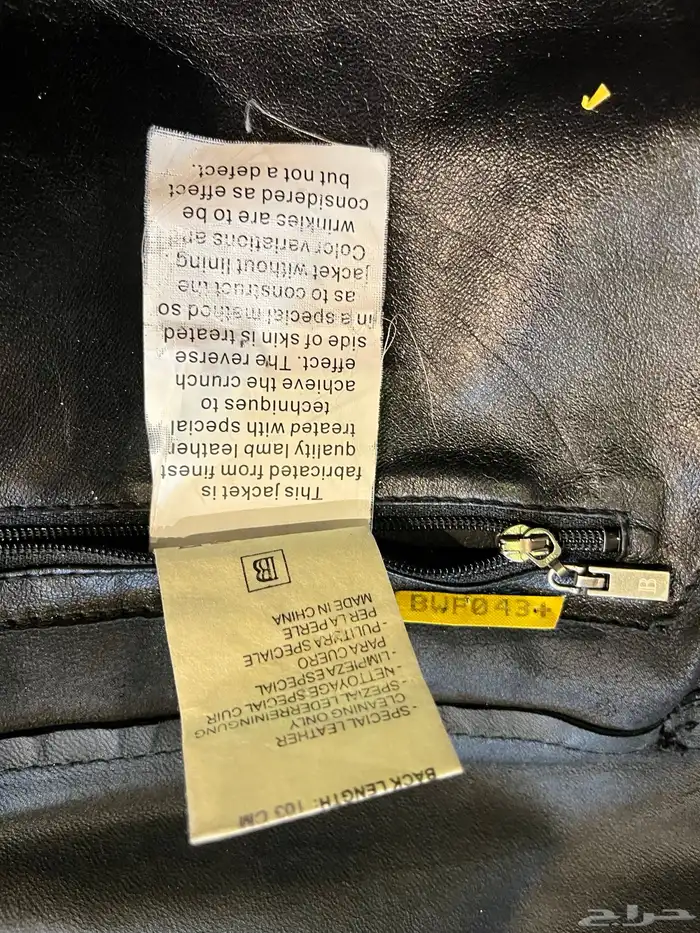 This jacket is
fabricated from finest
quality lamb leather
treated with special
techniques to
achieve the crunch
effect. The reverse
side of skin is treated
in a special method so
as to construct the
jacket without lining.
Color variations and
wrinkles are to be
considered as effect
but not a defect.
BACK LENGTH: 103 CM
- SPECIAL LEATHER
CLEANING ONLY
- SPEZIAL LEDERREININGUNG
- NETTOYAGE SPECIAL CUIR
- LIMPIEZA ESPECIAL
PARA CUERO
- PULITURA SPECIALE
PER LA PERLE
MADE IN CHINA
B
BWP043+
B
حراج